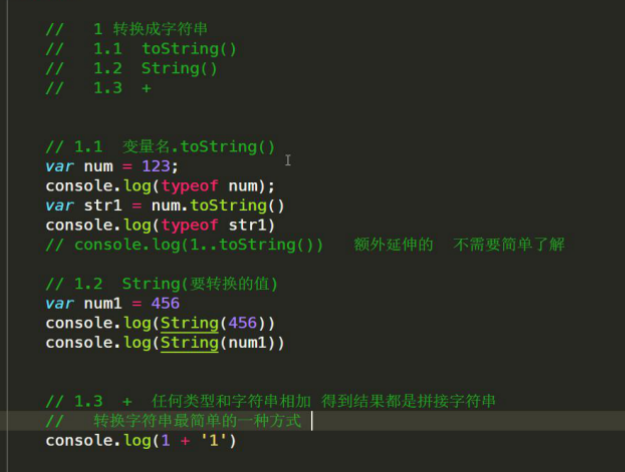 //   1 转换成字符串
//   1.1  toString()
//   1.2  String()
//   1.3  +
// 1.1  变量名.toString()
var num = 123;
console.log(typeof num);
var str1 = num.toString()
console.log(typeof str1)
// console.log(1..toString())   额外延伸的  不需要简单了解
// 1.2  String(要转换的值)
var num1 = 456
console.log(String(456))
console.log(String(num1))
// 1.3  +  任何类型和字符串相加 得到结果都是拼接字符串
//   转换字符串最简单的一种方式
console.log(1 + '1')